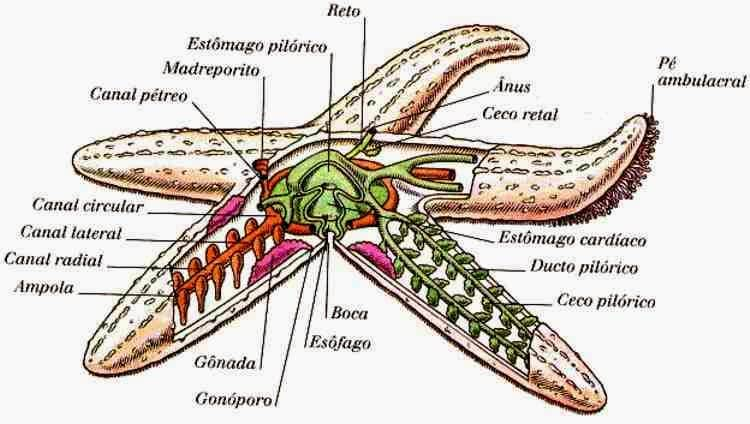 Reto
Estômago pilórico
Madreporito
Canal pétreo
Ânus
Ceco retal
Pé
ambulacral
Canal circular
Canal lateral
Canal radial
Ampola
Estômago cardíaco
Ducto pilórico
Ceco pilórico
Boca
Esôfago
Gônada
Gonóporo